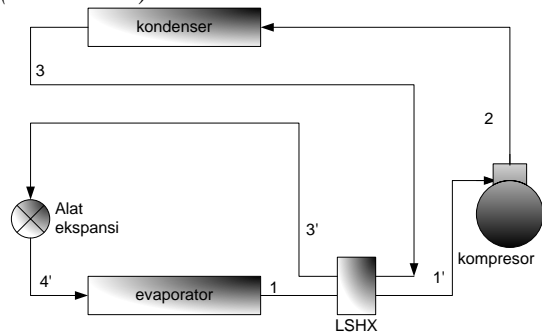 kondenser
3
2
Alat
ekspansi
3'
kompresor
4'
evaporator
1
1'
LSHX